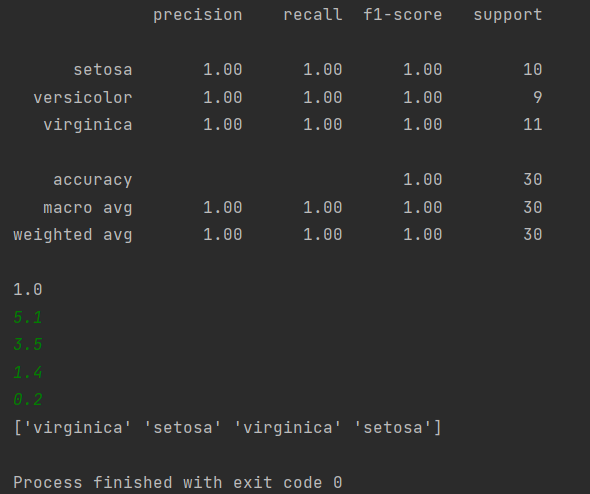 precision recall f1-score support
setosa 1.00 1.00 1.00 10
versicolor 1.00 1.00 1.00 9
virginica 1.00 1.00 1.00 11
accuracy 1.00 30
macro avg 1.00 1.00 1.00 30
weighted avg 1.00 1.00 1.00 30
1.0
5.1
3.5
1.4
0.2
['virginica' 'setosa' 'virginica' 'setosa']
Process finished with exit code 0